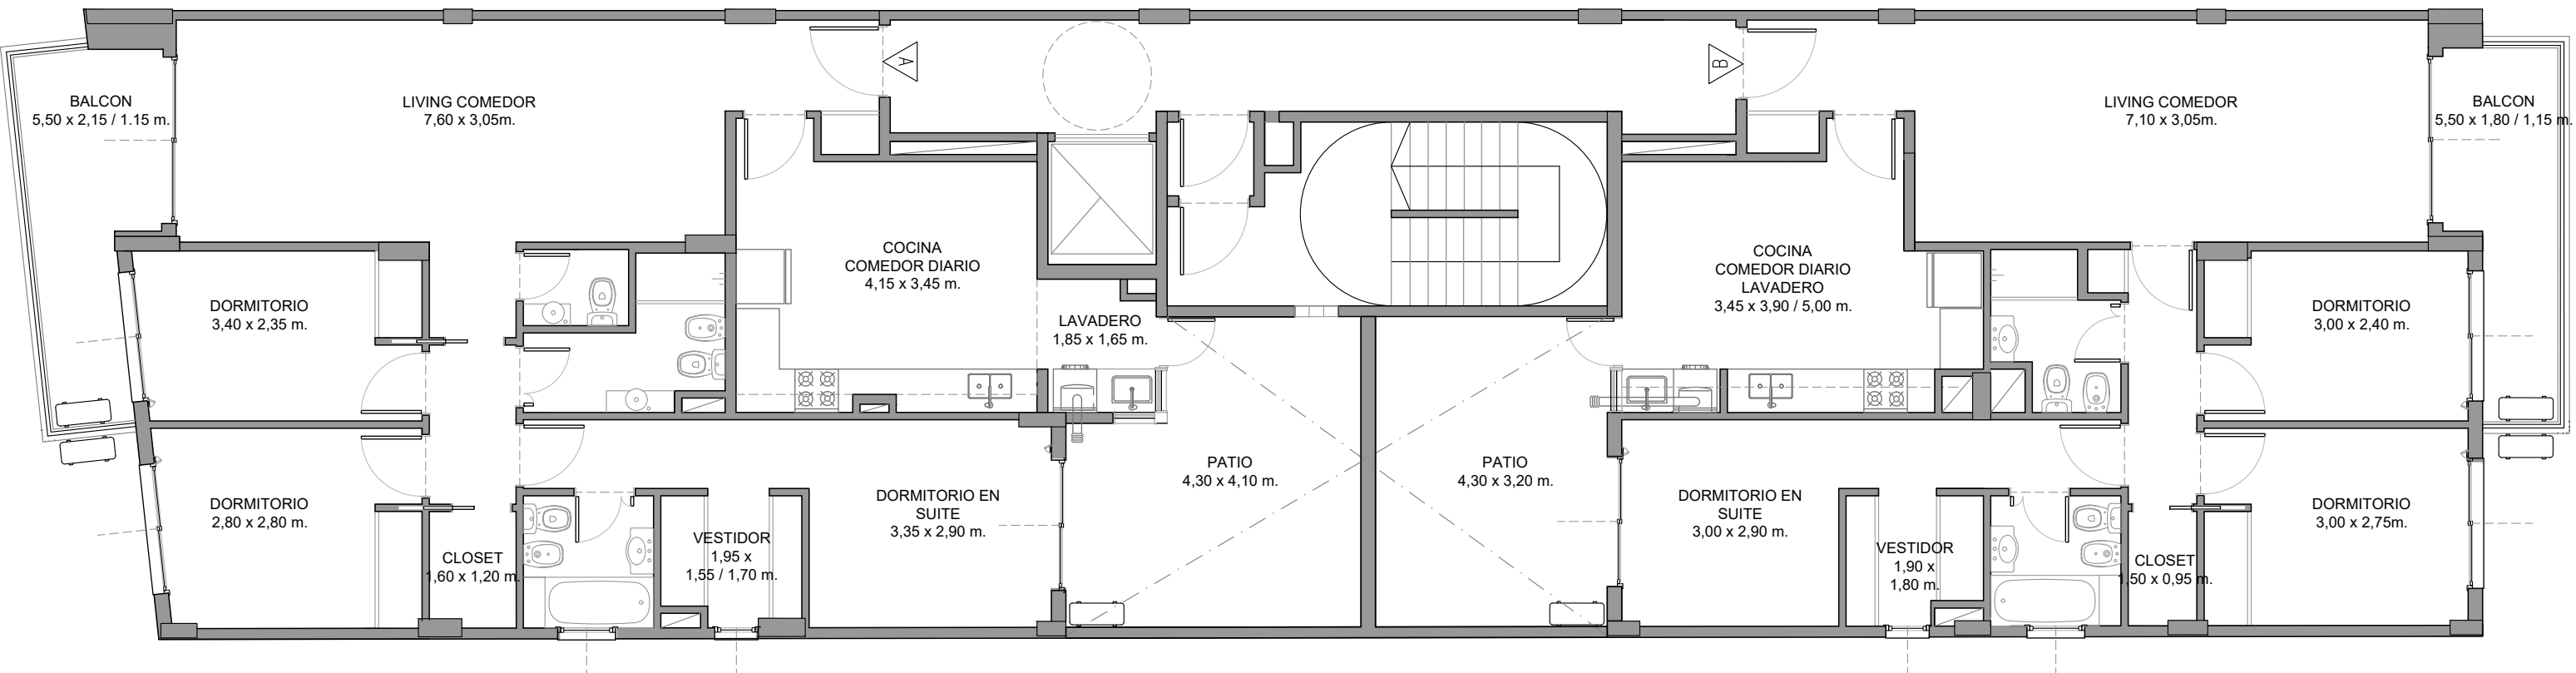 A
B
BALCON
5,50 x 2,15 / 1.15 m.
LIVING COMEDOR
7,60 x 3,05m.
LIVING COMEDOR
7,10 x 3,05m.
BALCON
5,50 x 1,80 / 1,15 m.
DORMITORIO
3,40 x 2,35 m.
COCINA
COMEDOR DIARIO
4,15 x 3,45 m.
LAVADERO
1,85 x 1,65 m.
COCINA
COMEDOR DIARIO
LAVADERO
3,45 x 3,90 / 5,00 m.
DORMITORIO
3,00 x 2,40 m.
DORMITORIO
2,80 x 2,80 m.
CLOSET
1,60 x 1,20 m.
VESTIDOR
1,95 x
1,55 / 1,70 m.
DORMITORIO EN
SUITE
3,35 x 2,90 m.
PATIO
4,30 x 4,10 m.
PATIO
4,30 x 3,20 m.
DORMITORIO EN
SUITE
3,00 x 2,90 m.
VESTIDOR
1,90 x
1,80 m.
CLOSET
1,50 x 0,95 m.
DORMITORIO
3,00 x 2,75m.